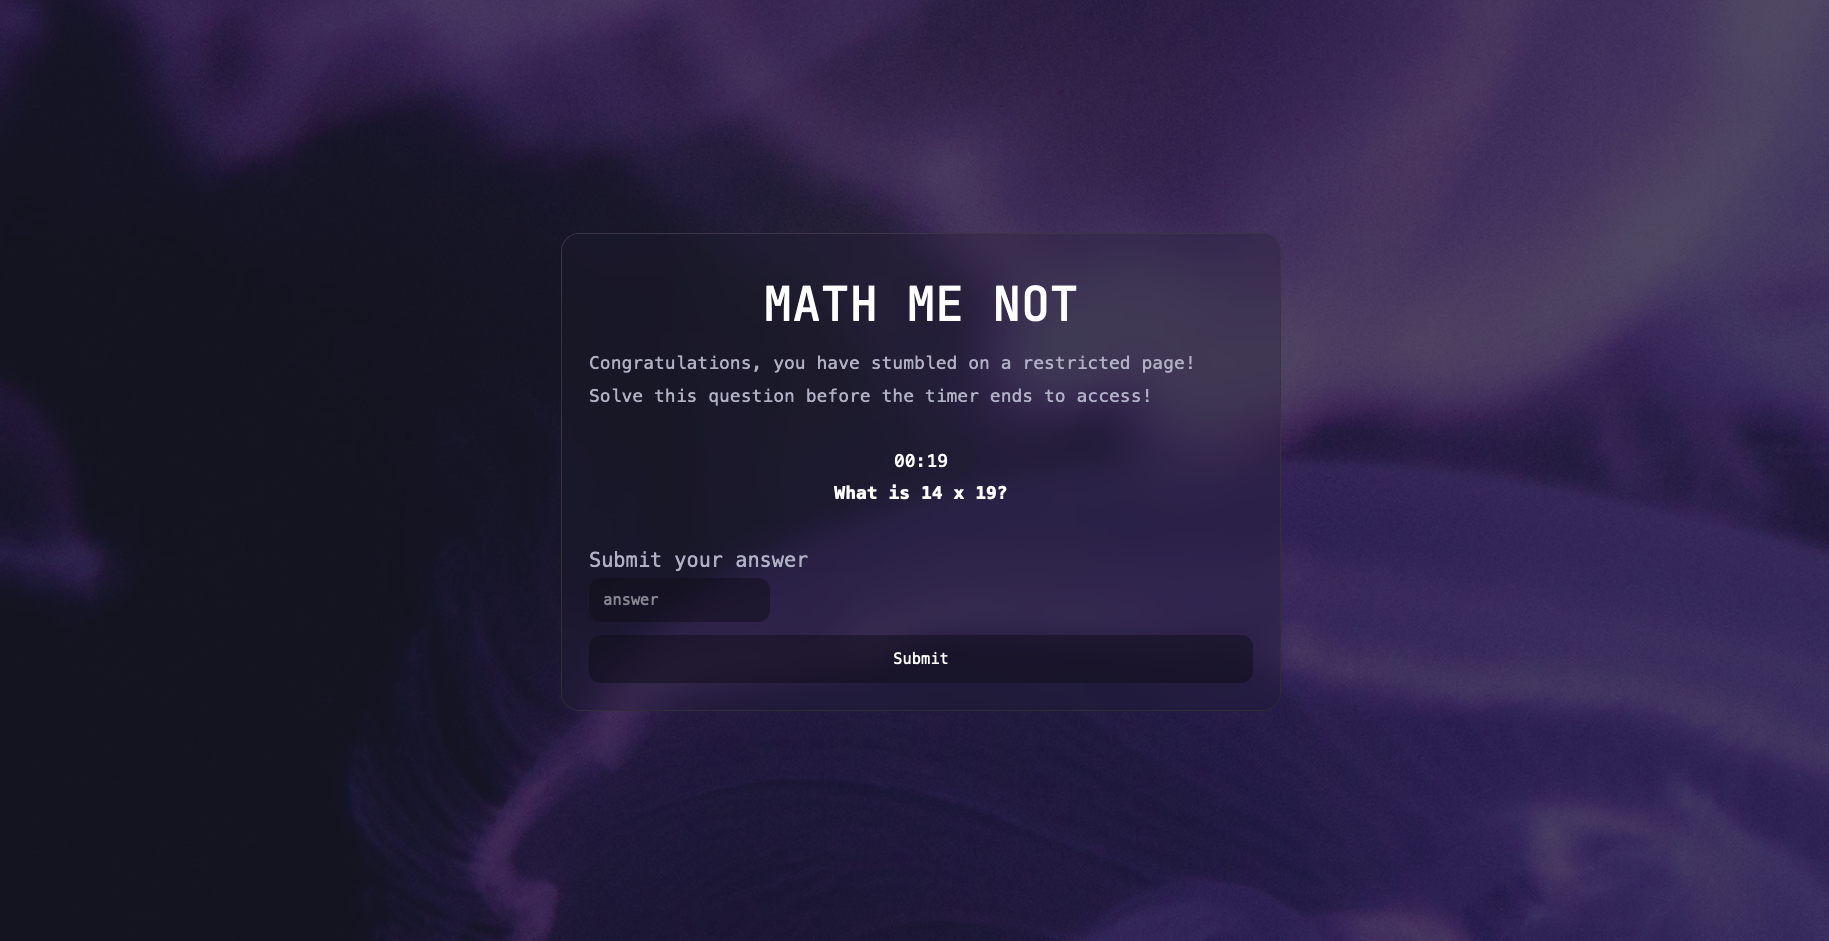 MATH ME NOT
Congratulations, you have stumbled on a restricted page!
Solve this question before the timer ends to access!
00:19
What is 14 x 19?
Submit your answer
answer
Submit